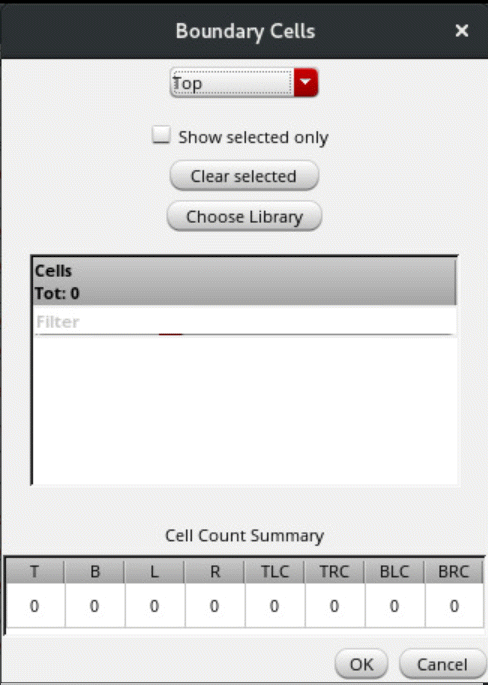 Boundary Cells
Top
Show selected only
Clear selected
Choose Library
Cells
Tot: 0
Filter
Cell Count Summary
T B L R TLC TRC BLC BRC
0 0 0 0 0 0 0 0
OK Cancel